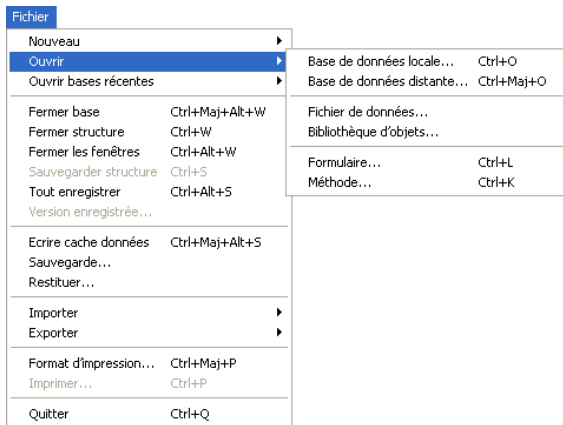 Fichier
Nouveau
Ouvrir
Ouvrir bases récentes
Fermer base Ctrl+Maj+Alt+W
Fermer structure Ctrl+W
Fermer les fenêtres Ctrl+Alt+W
Sauvegarder structure Ctrl+S
Tout enregistrer Ctrl+Alt+S
Version enregistrée...
Ecrire cache données Ctrl+Maj+Alt+S
Sauvegarde...
Restituer...
Importer
Exporter
Format d'impression... Ctrl+Maj+P
Imprimer... Ctrl+P
Quitter Ctrl+Q
Base de données locale... Ctrl+O
Base de données distante... Ctrl+Maj+O
Fichier de données...
Bibliothèque d'objets...
Formulaire... Ctrl+L
Méthode... Ctrl+K